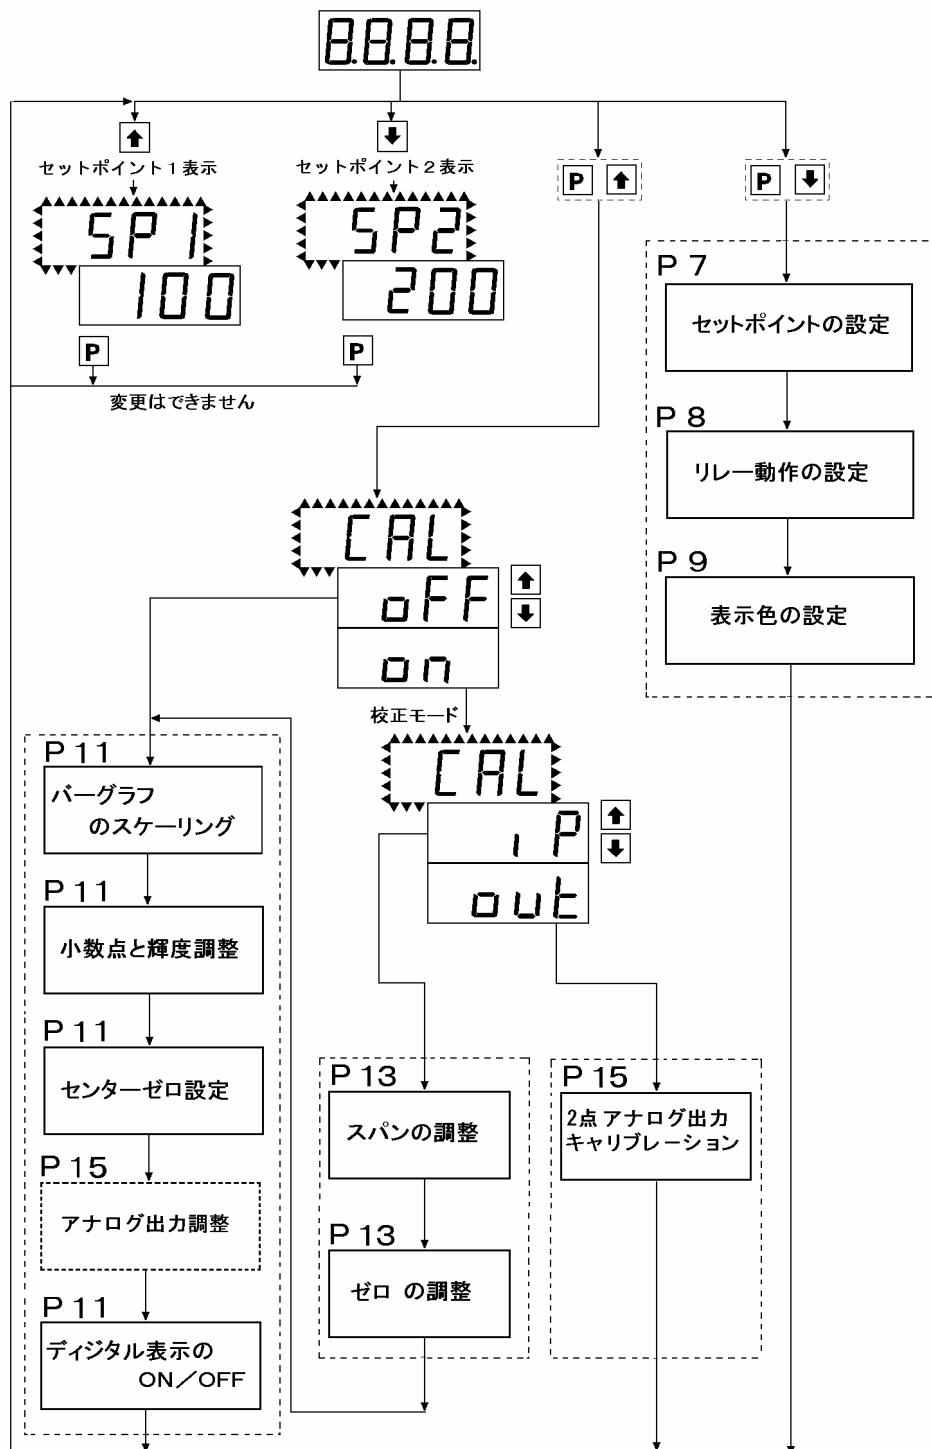 8.8.8.8.
セットポイント1表示
セットポイント2表示
P
P
SP1
100
SP2
200
P
P
変更はできません
P 7
セットポイントの設定
P 8
リレー動作の設定
P 9
表示色の設定
CAL
oFF
on
校正モード
CAL
iP
out
P 11
バーグラフ
のスケーリング
P 11
小数点と輝度調整
P 11
センターゼロ設定
P 15
アナログ出力調整
P 11
ディジタル表示の
ON/OFF
P 13
スパンの調整
P 13
ゼロ の調整
P 15
2点 アナログ出力
キャリブレーション